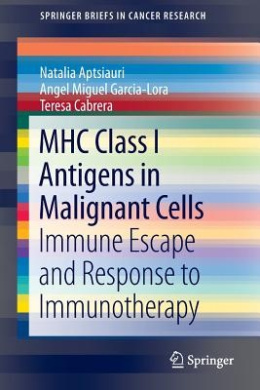 SPRINGER BRIEFS IN CANCER RESEARCH
Natalia Aptsiauri
Angel Miguel Garcia-Lora
Teresa Cabrera
MHC Class I
Antigens in
Malignant Cells
Immune Escape
and Response to
Immunotherapy
Springer